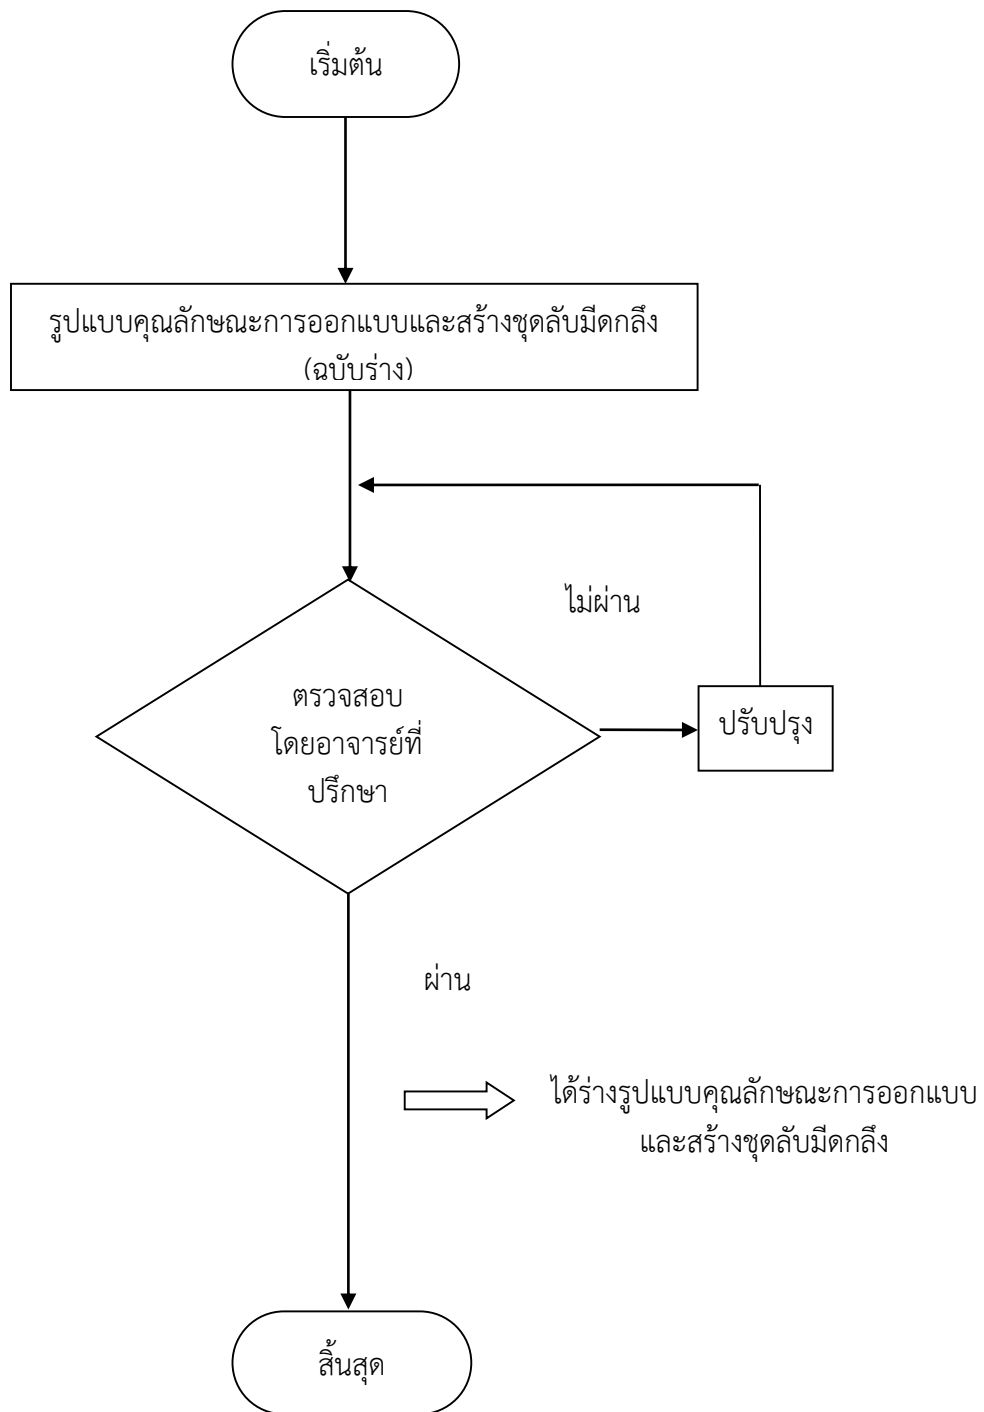 เริ่มต้น
รูปแบบคุณลักษณะการออกแบบและสร้างชุดลับมีดกลึง
(ฉบับร่าง)
ไม่ผ่าน
ตรวจสอบ
โดยอาจารย์ที่
ปรึกษา
ปรับปรุง
ผ่าน
ได้ร่างรูปแบบคุณลักษณะการออกแบบ
และสร้างชุดลับมีดกลึง
สิ้นสุด